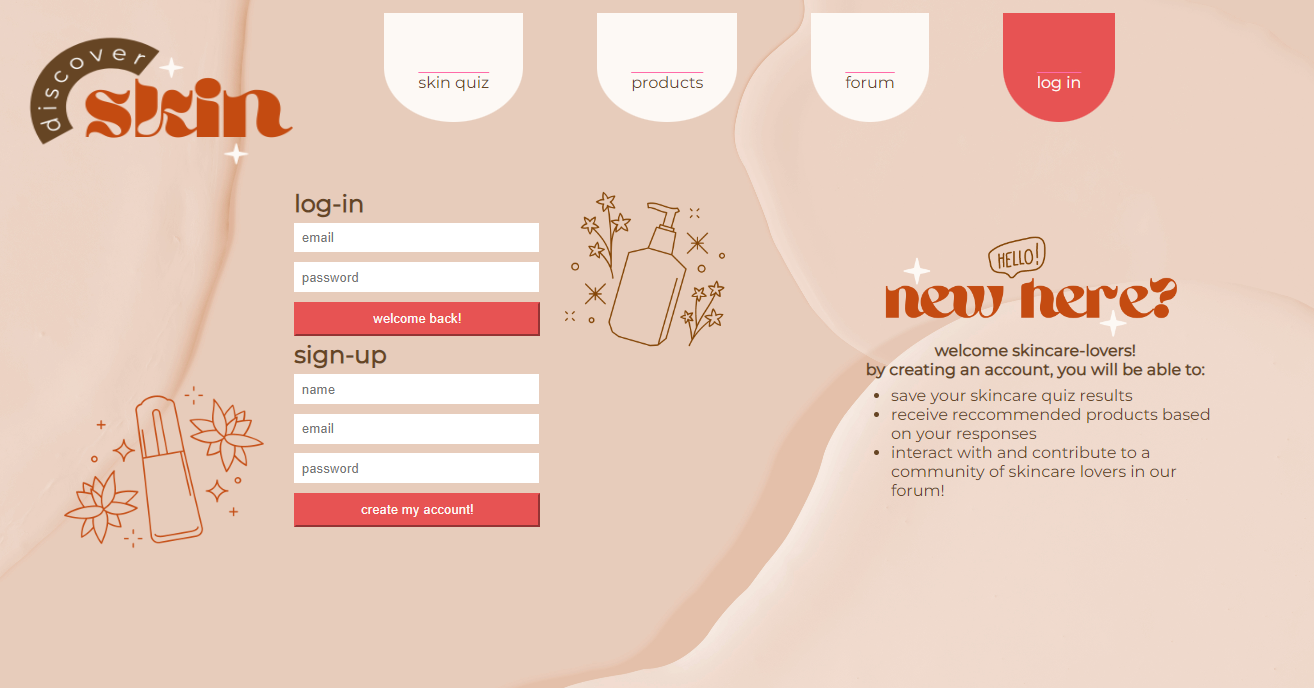 discover
skin
skin quiz
products
forum
log in
log-in
email
password
welcome back!
sign-up
name
email
password
create my account!
HELLO!
new here?
welcome skincare-lovers!
by creating an account, you will be able to:
save your skincare quiz results
receive reccommended products based
on your responses
interact with and contribute to a
community of skincare lovers in our
forum!